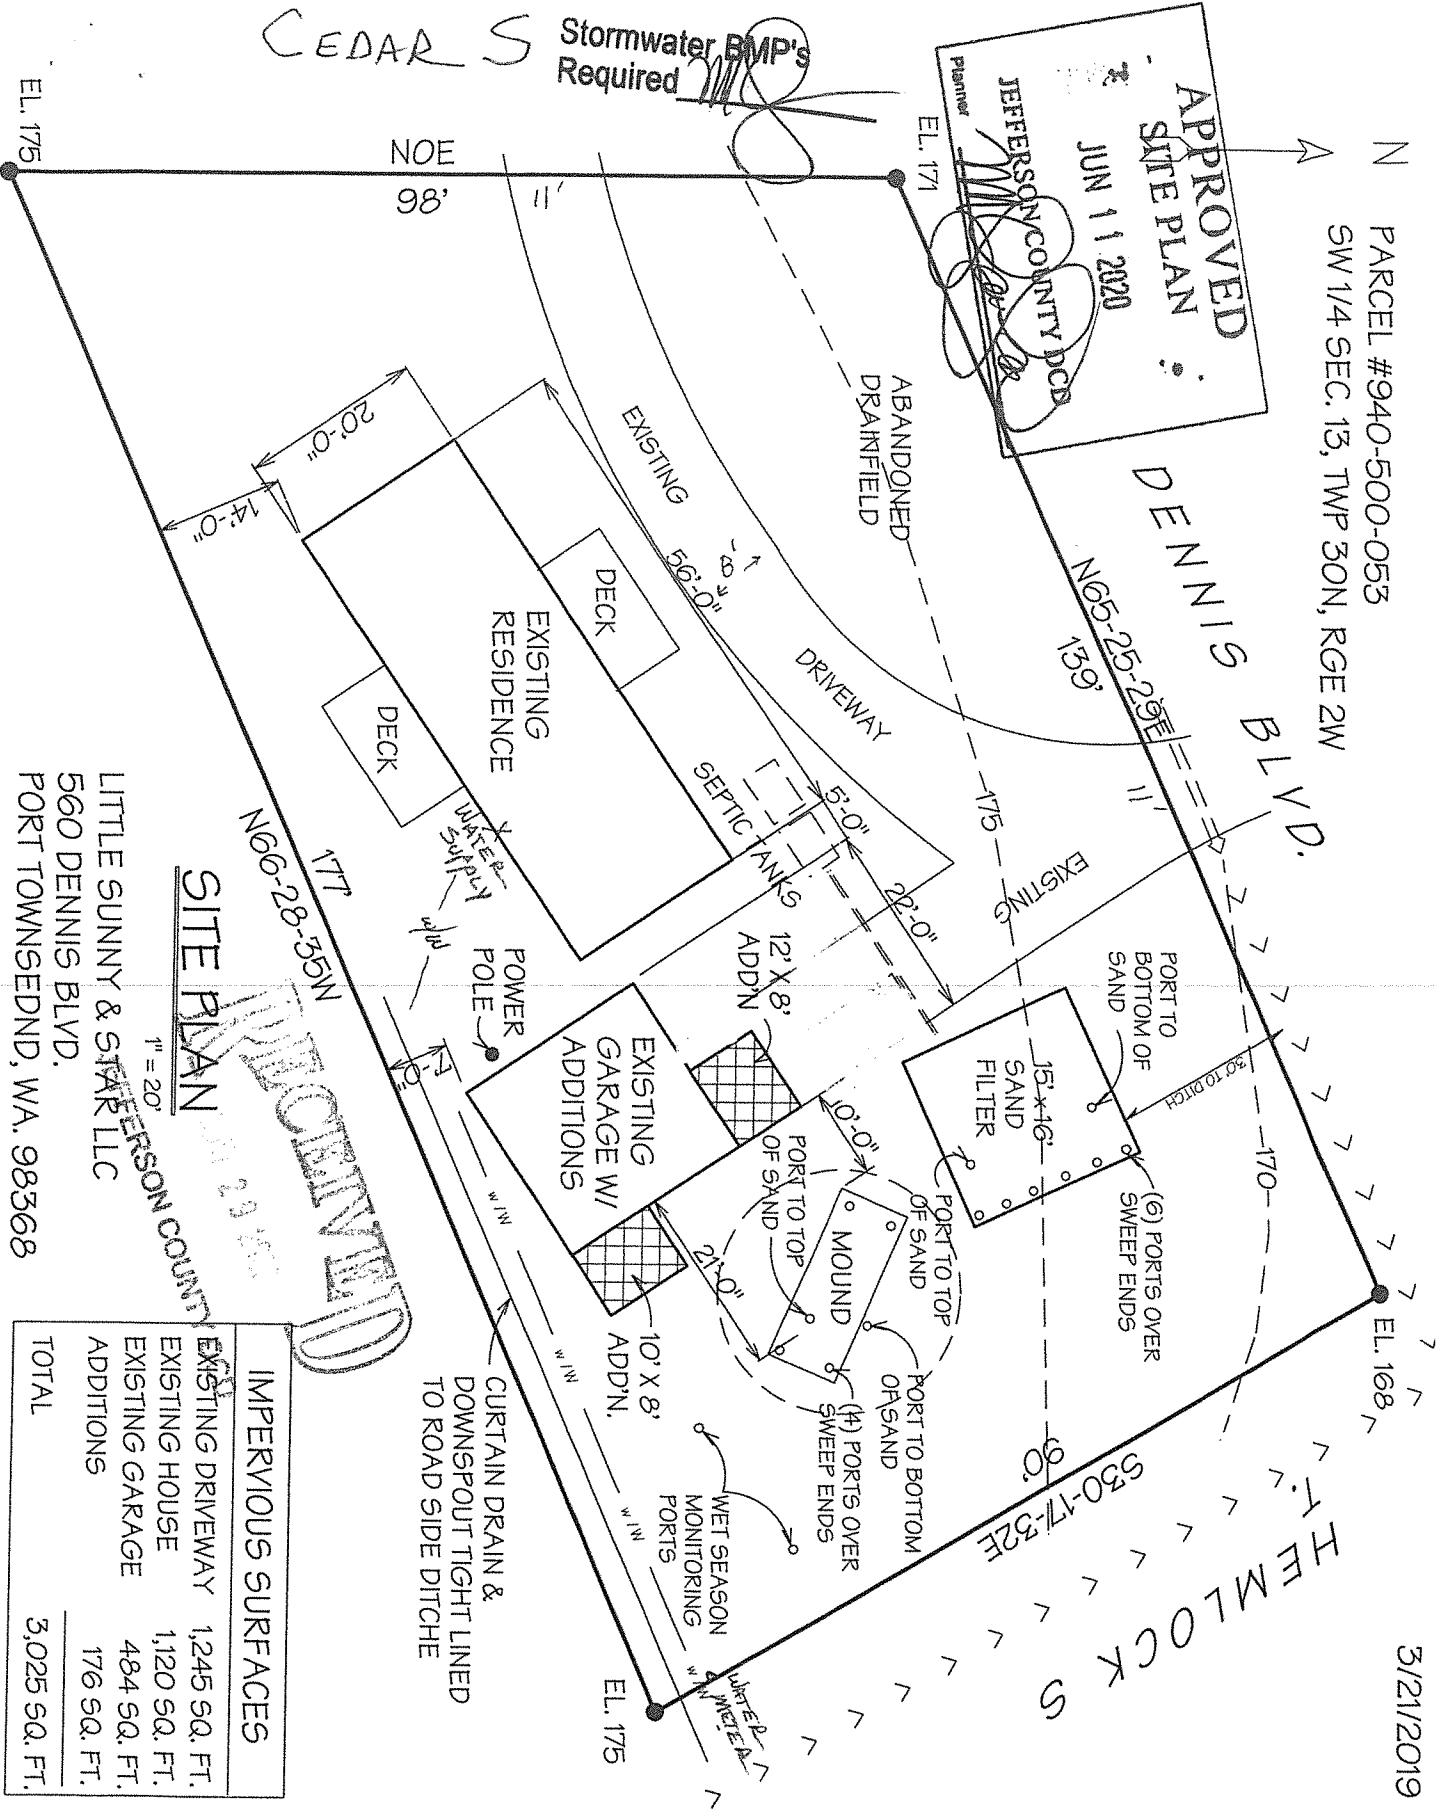 3/21/2019
N
PARCEL #940-500-053
SW 1/4 SEC. 13, TWP 30N, RGE 2W
APPROVED
SITE PLAN
JUN 11 2020
JEFFERSON COUNTY DCD
Planner
Stormwater BMP's
Required
CEDAR S
DENNIS BLVD.
HEMLOCK S T.
EL. 171
EL. 168
EL. 175
EL. 175
N65-25-29E
139'
11'
NOE
98'
11'
S30-17-32E
90'
177'
N66-28-35W
ABANDONED
DRAINFIELD
175
170
EXISTING
DRIVEWAY
EXISTING
8
56'-0"
20'-0"
14'-0"
5'-0"
22'-0"
DECK
EXISTING
RESIDENCE
DECK
SEPTIC TANKS
WATER
SUPPLY
W/W
POWER
POLE
7'-0"
12' X 8'
ADD'N
EXISTING
GARAGE W/
ADDITIONS
10' X 8'
ADD'N.
10'-0"
21'-0"
PORT TO
BOTTOM OF
SAND
15' x 16'
SAND
FILTER
30' TO DITCH
(6) PORTS OVER
SWEEP ENDS
PORT TO TOP
OF SAND
PORT TO TOP
OF SAND
MOUND
PORT TO BOTTOM
OF SAND
(4) PORTS OVER
SWEEP ENDS
WET SEASON
MONITORING
PORTS
CURTAIN DRAIN &
DOWNSPOUT TIGHT LINED
TO ROAD SIDE DITCHE
W/W
W/W
W/W
W/W
WATER
METER
SITE PLAN
1" = 20'
LITTLE SUNNY & STAR LLC
560 DENNIS BLVD.
PORT TOWNSEDND, WA. 98368
RECEIVED
JEFFERSON COUNTY
IMPERVIOUS SURFACES
EXISTING DRIVEWAY 1,245 SQ. FT.
EXISTING HOUSE 1,120 SQ. FT.
EXISTING GARAGE 484 SQ. FT.
ADDITIONS 176 SQ. FT.
TOTAL 3,025 SQ. FT.